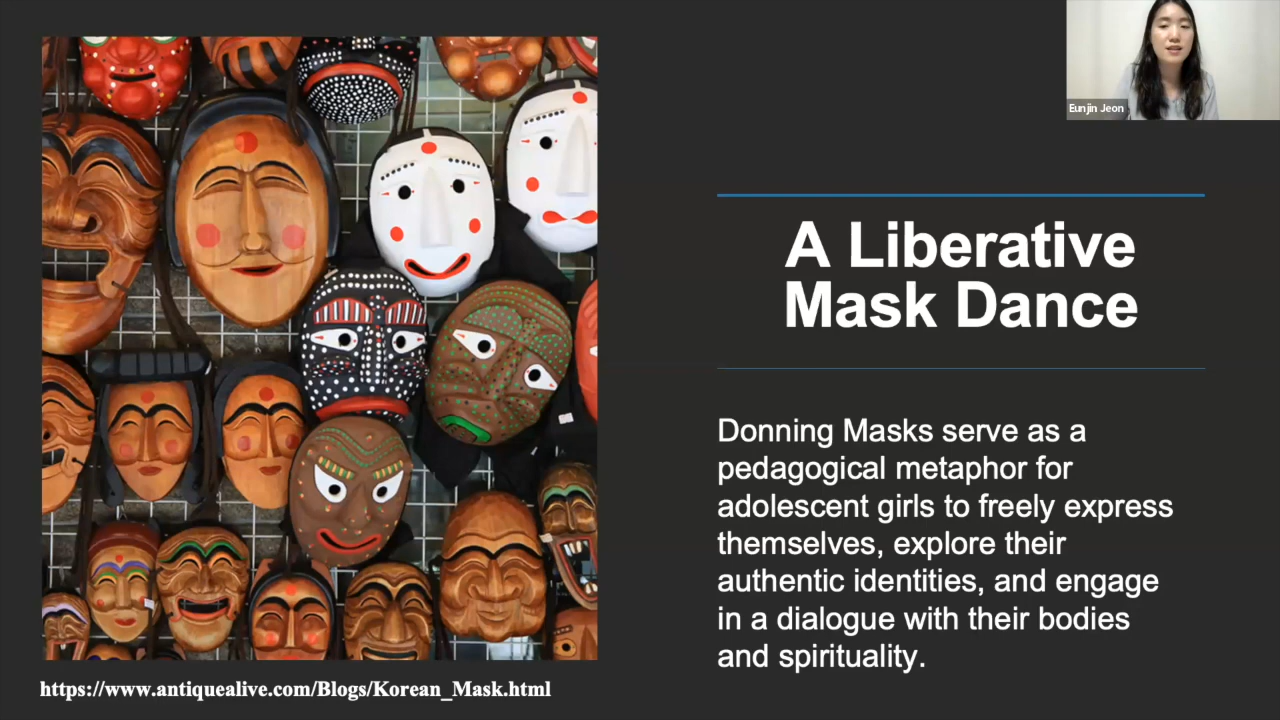 Eunjin Jeon
A Liberative
Mask Dance
Donning Masks serve as a
pedagogical metaphor for
adolescent girls to freely express
themselves, explore their
authentic identities, and engage
in a dialogue with their bodies
and spirituality.
https://www.antiquealive.com/Blogs/Korean_Mask.html